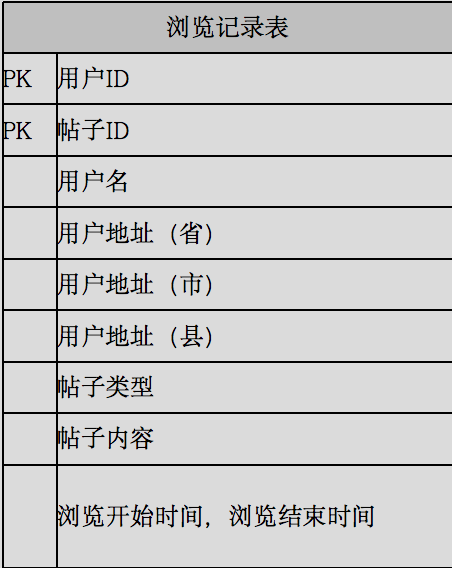 浏览记录表
PK 用户ID
PK 帖子ID
用户名
用户地址（省）
用户地址（市）
用户地址（县）
帖子类型
帖子内容
浏览开始时间，浏览结束时间